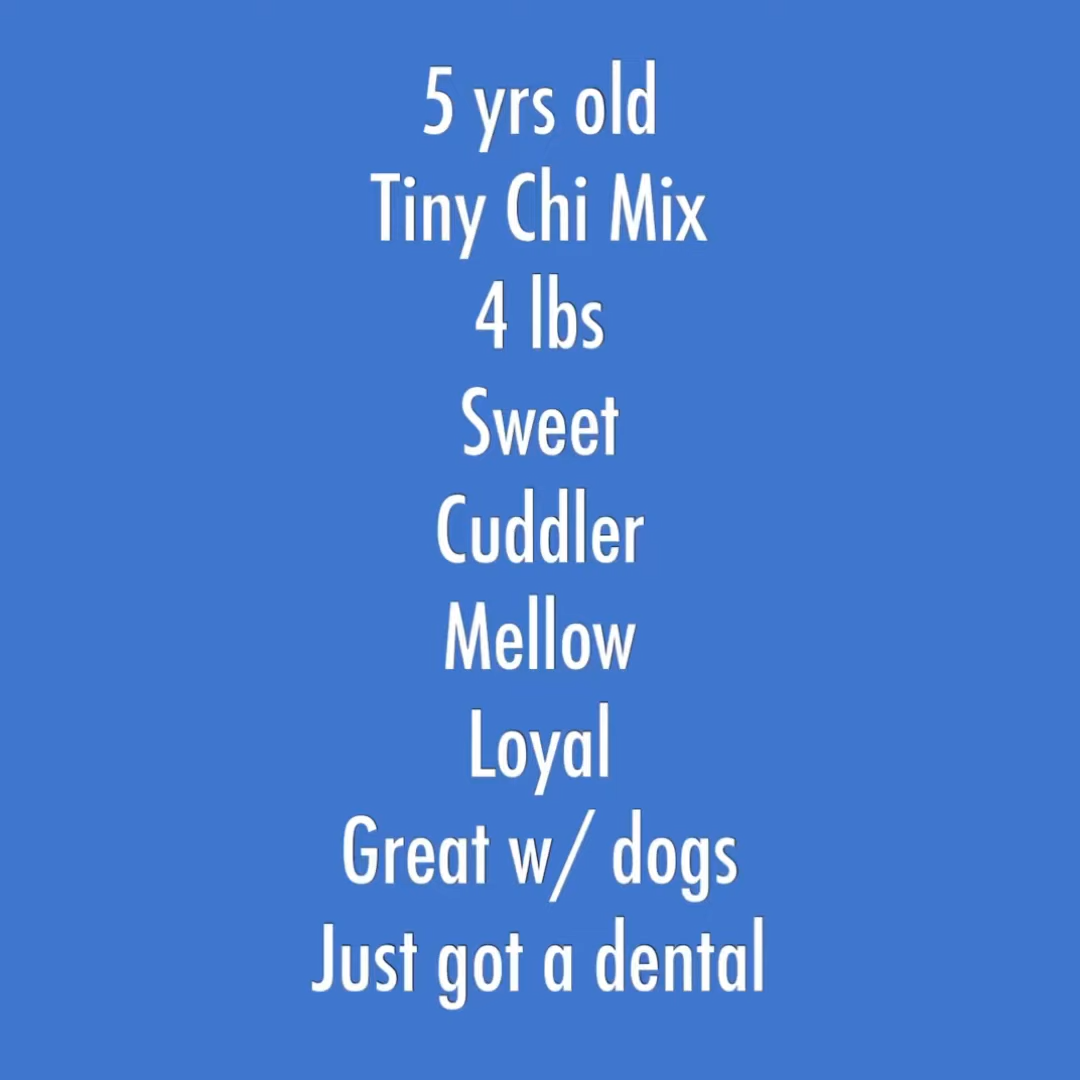 5 yrs old
Tiny Chi Mix
4 lbs
Sweet
Cuddler
Mellow
Loyal
Great w/ dogs
Just got a dental